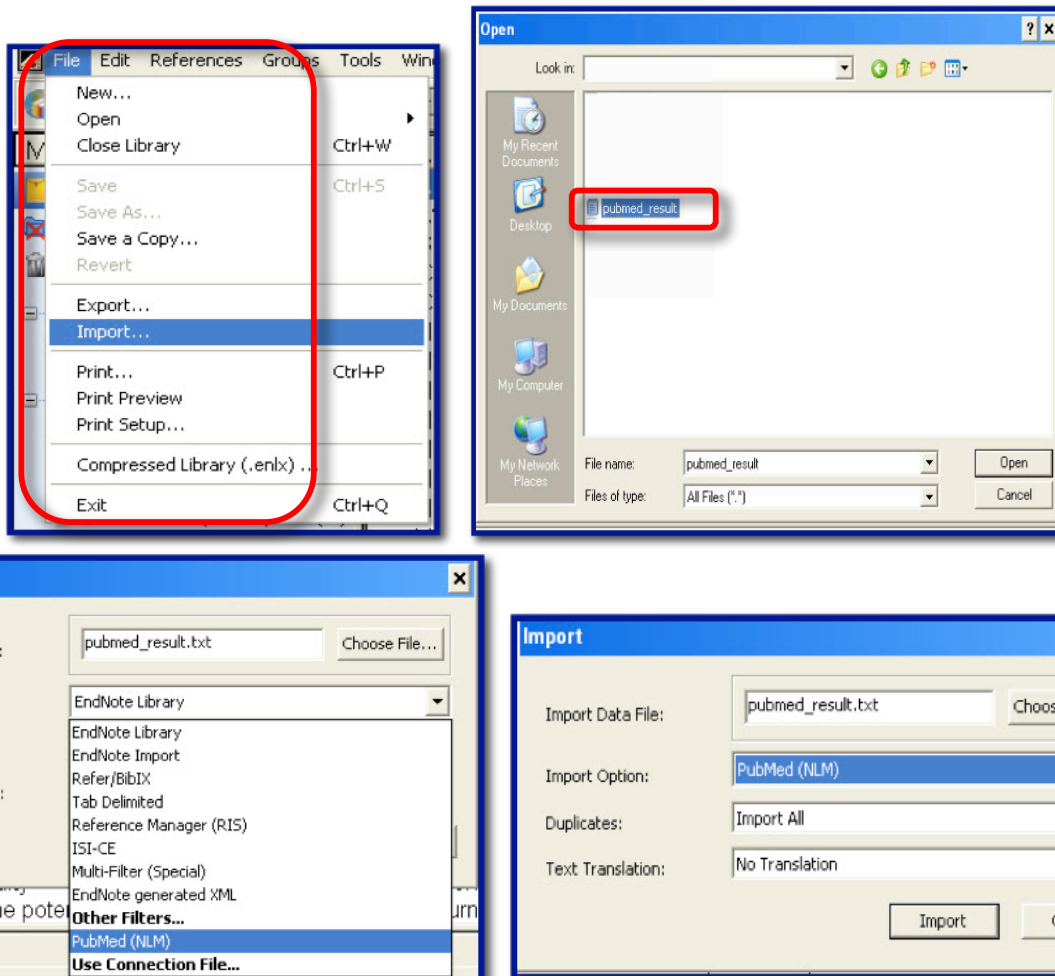 File Edit References Groups Tools
New...
Open
Close Library Ctrl+W
Save Ctrl+S
Save As...
Save a Copy...
Revert
Export...
Import...
Print... Ctrl+P
Print Preview
Print Setup...
Compressed Library (.enlx) ...
Exit Ctrl+Q
Open
Look in:
My Recent
Documents
Desktop
My Documents
My Computer
My Network
Places
pubmed_result
File name: pubmed_result Open
Files of type: All Files (*.*) Cancel
pubmed_result.txt Choose File...
EndNote Library
EndNote Library
EndNote Import
Refer/BibIX
Tab Delimited
Reference Manager (RIS)
ISI-CE
Multi-Filter (Special)
EndNote generated XML
Other Filters...
PubMed (NLM)
Use Connection File...
Import
Import Data File: pubmed_result.txt Choos
Import Option: PubMed (NLM)
Duplicates: Import All
Text Translation: No Translation
Import